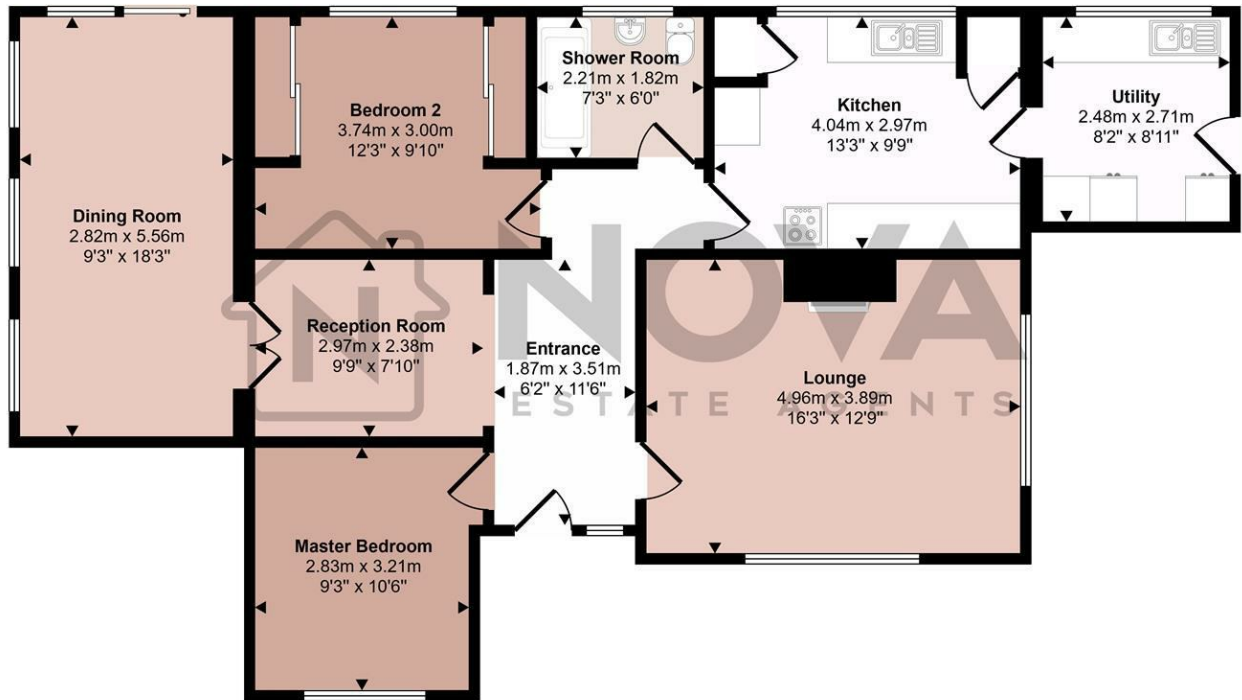 Shower Room
2.21m x 1.82m
7'3" x 6'0"
Bedroom 2
3.74m x 3.00m
12'3" x 9'10"
Kitchen
4.04m x 2.97m
13'3" x 9'9"
Utility
2.48m x 2.71m
8'2" x 8'11"
Dining Room
2.82m x 5.56m
9'3" x 18'3"
Reception Room
2.97m x 2.38m
9'9" x 7'10"
Entrance
1.87m x 3.51m
6'2" x 11'6"
Lounge
4.96m x 3.89m
16'3" x 12'9"
Master Bedroom
2.83m x 3.21m
9'3" x 10'6"
N NOVA
ESTATE AGENTS